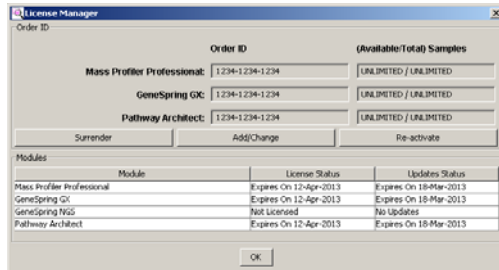 License Manager
Order ID
Order ID (Available/Total) Samples
Mass Profiler Professional: 1234-1234-1234 UNLIMITED / UNLIMITED
GeneSpring GX: 1234-1234-1234 UNLIMITED / UNLIMITED
Pathway Architect: 1234-1234-1234 UNLIMITED / UNLIMITED
Surrender Add/Change Re-activate
Modules
Module License Status Updates Status
Mass Profiler Professional Expires On 12-Apr-2013 Expires On 18-Mar-2013
GeneSpring GX Expires On 12-Apr-2013 Expires On 18-Mar-2013
GeneSpring NGS Not Licensed No Updates
Pathway Architect Expires On 12-Apr-2013 Expires On 18-Mar-2013
OK